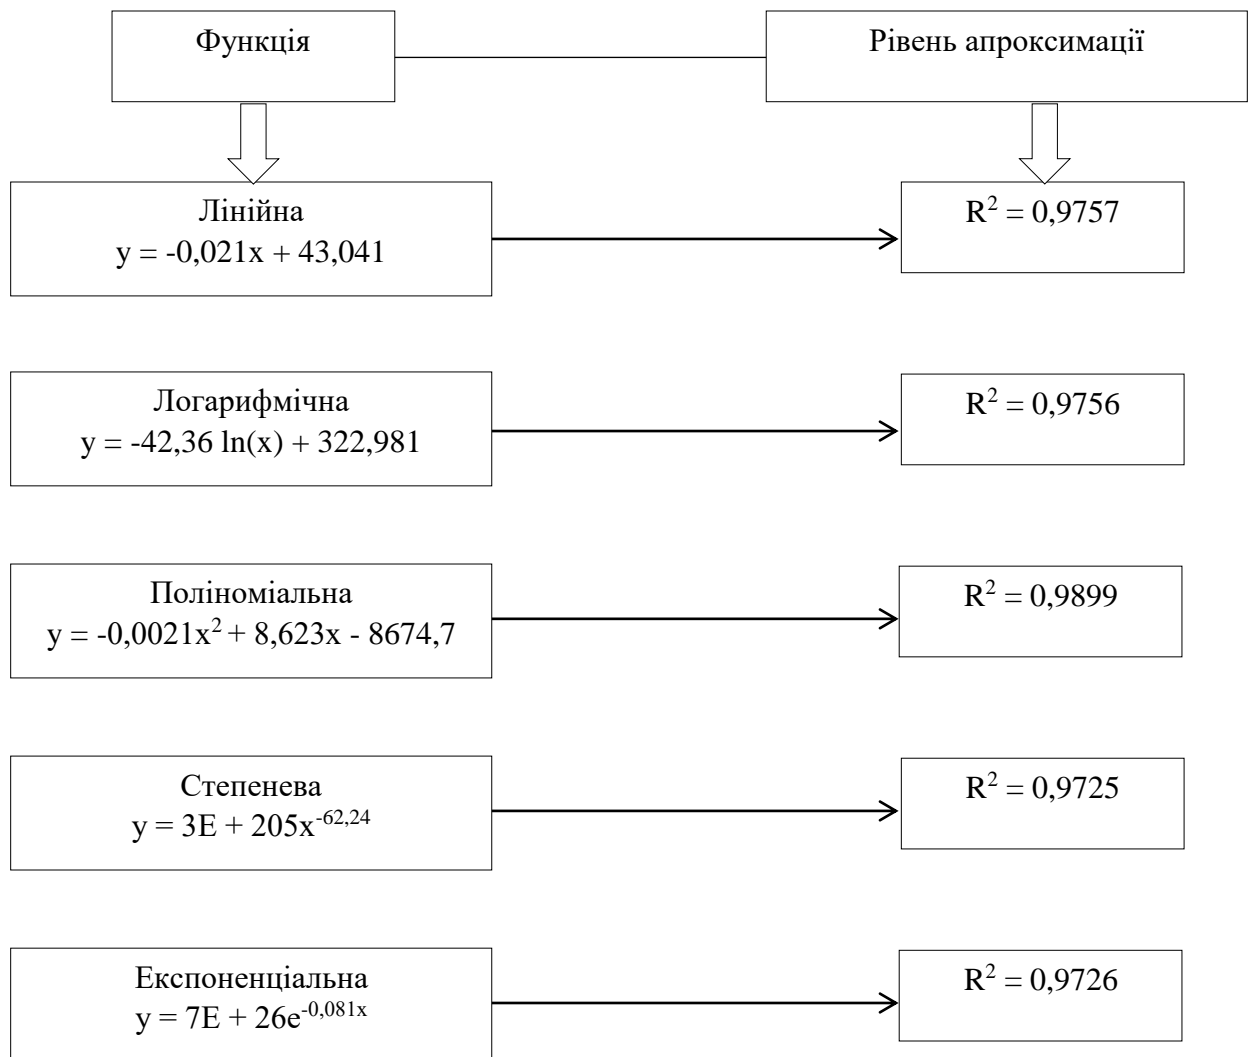 Функція
Рівень апроксимації
Лінійна
y = -0,021x + 43,041
R² = 0,9757
Логарифмічна
y = -42,36 ln(x) + 322,981
R² = 0,9756
Поліноміальна
y = -0,0021x² + 8,623x - 8674,7
R² = 0,9899
Степенева
y = 3E + 205x⁻⁶²,²⁴
R² = 0,9725
Експоненціальна
y = 7E + 26e⁻⁰,⁰⁸¹ˣ
R² = 0,9726